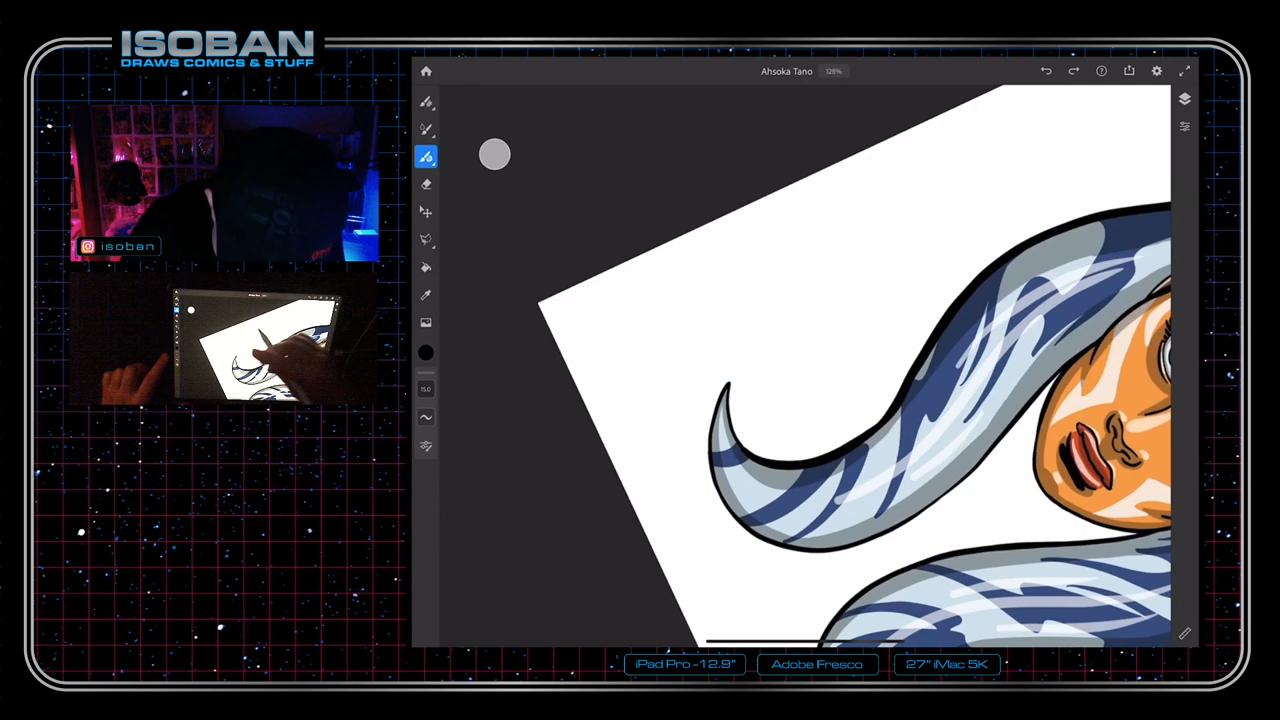 ISOBAN
DRAWS COMICS & STUFF
Ahsoka Tano
128%
isoban
15.0
iPad Pro -12.9"
Adobe Fresco
27" iMac 5K